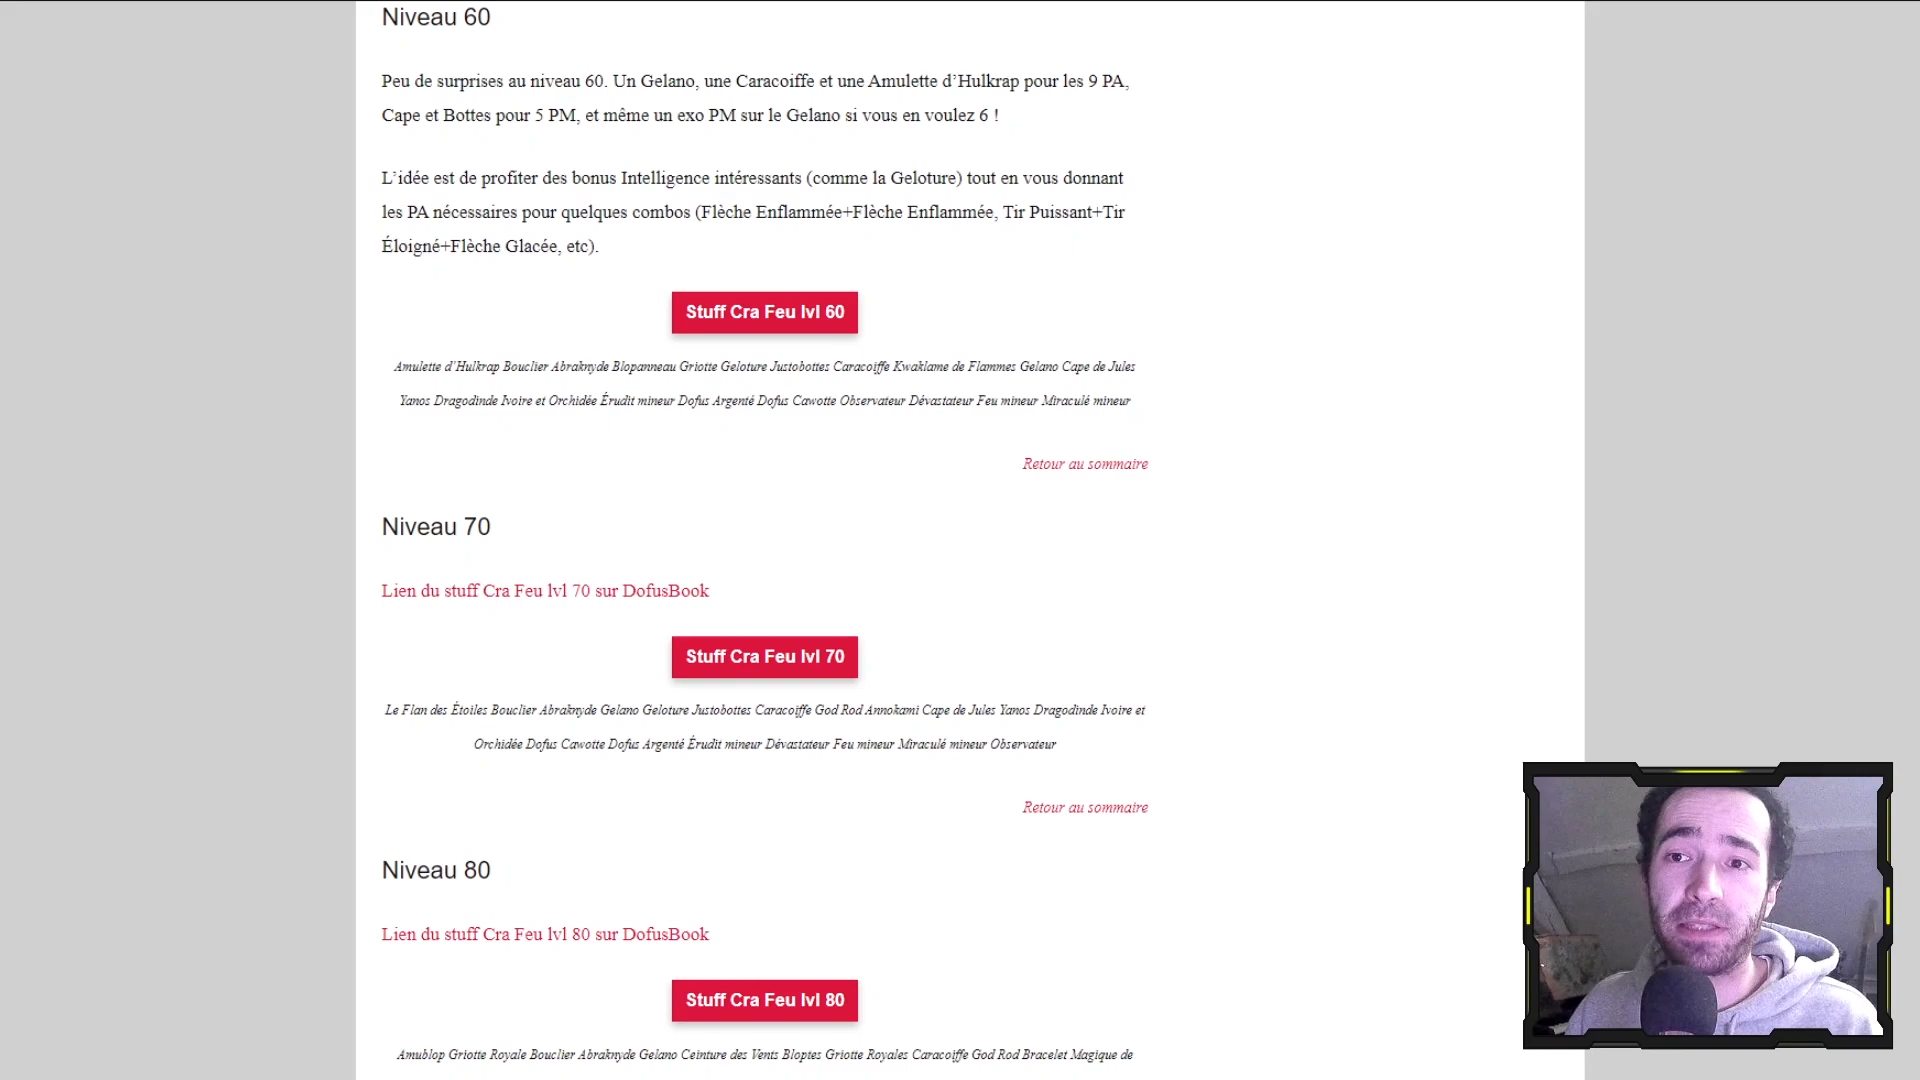 Niveau 60
Peu de surprises au niveau 60. Un Gelano, une Caracoiffe et une Amulette d’Hulkrap pour les 9 PA,
Cape et Bottes pour 5 PM, et même un exo PM sur le Gelano si vous en voulez 6 !
L’idée est de profiter des bonus Intelligence intéressants (comme la Geloture) tout en vous donnant
les PA nécessaires pour quelques combos (Flèche Enflammée+Flèche Enflammée, Tir Puissant+Tir
Éloigné+Flèche Glacée, etc).
Stuff Cra Feu lvl 60
Amulette d’Hulkrap Bouclier Abraknyde Blopanneau Griotte Geloture Justobottes Caracoiffe Kwaklame de Flammes Gelano Cape de Jules
Yanos Dragodinde Ivoire et Orchidée Érudit mineur Dofus Argenté Dofus Cawotte Observateur Dévastateur Feu mineur Miraculé mineur
Retour au sommaire
Niveau 70
Lien du stuff Cra Feu lvl 70 sur DofusBook
Stuff Cra Feu lvl 70
Le Flan des Étoiles Bouclier Abraknyde Gelano Geloture Justobottes Caracoiffe God Rod Annokami Cape de Jules Yanos Dragodinde Ivoire et
Orchidée Dofus Cawotte Dofus Argenté Érudit mineur Dévastateur Feu mineur Miraculé mineur Observateur
Retour au sommaire
Niveau 80
Lien du stuff Cra Feu lvl 80 sur DofusBook
Stuff Cra Feu lvl 80
Amublop Griotte Royale Bouclier Abraknyde Gelano Ceinture des Vents Bloptes Griotte Royales Caracoiffe God Rod Bracelet Magique de